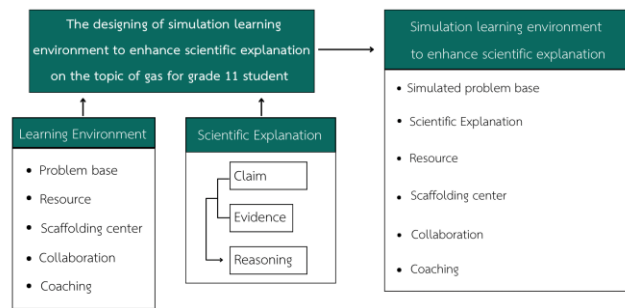 The designing of simulation learning
environment to enhance scientific explanation
on the topic of gas for grade 11 student
Simulation learning environment
to enhance scientific explanation
• Simulated problem base
• Scientific Explanation
• Resource
• Scaffolding center
• Collaboration
• Coaching
Learning Environment
• Problem base
• Resource
• Scaffolding center
• Collaboration
• Coaching
Scientific Explanation
Claim
Evidence
Reasoning